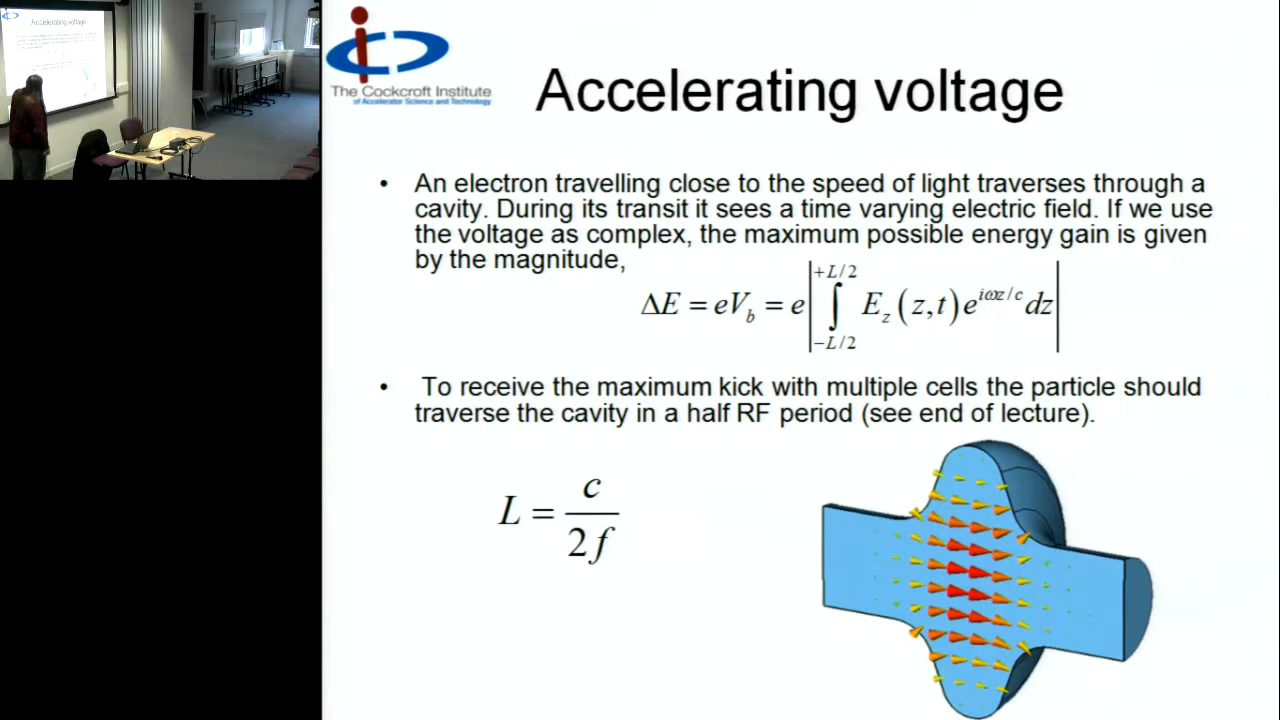 Accelerating voltage
The Cockcroft Institute
of Accelerator Science and Technology
Accelerating voltage
• An electron travelling close to the speed of light traverses through a
cavity. During its transit it sees a time varying electric field. If we use
the voltage as complex, the maximum possible energy gain is given
by the magnitude,
ΔE = eV_b = e|∫_{-L/2}^{+L/2} E_z(z,t)e^{iωz/c}dz|
• To receive the maximum kick with multiple cells the particle should
traverse the cavity in a half RF period (see end of lecture).
L = c/2f